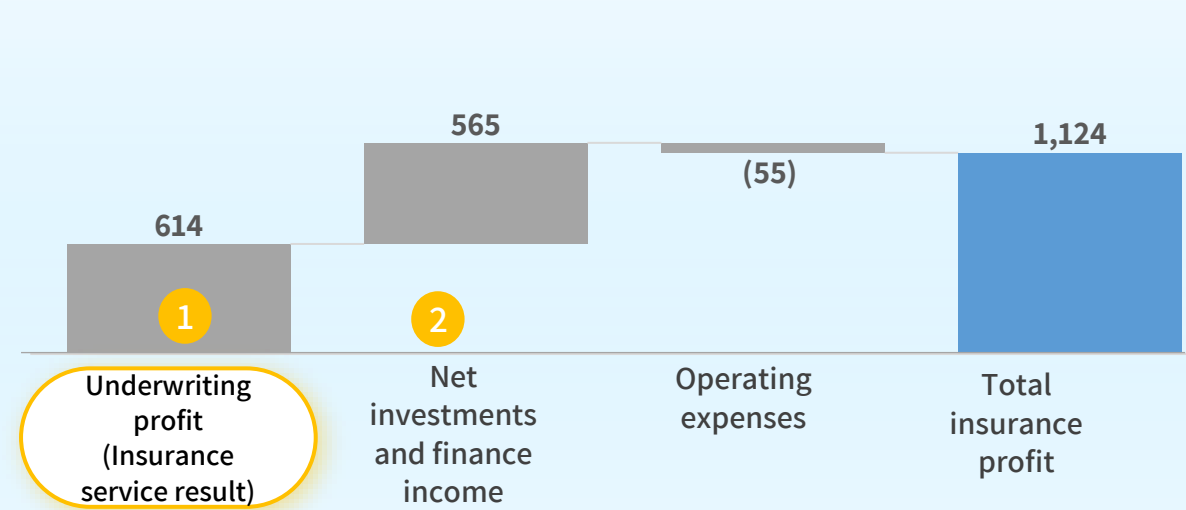 565
1,124
(55)
614
1
2
Underwriting
profit
(Insurance
service result)
Net
investments
and finance
income
Operating
expenses
Total
insurance
profit